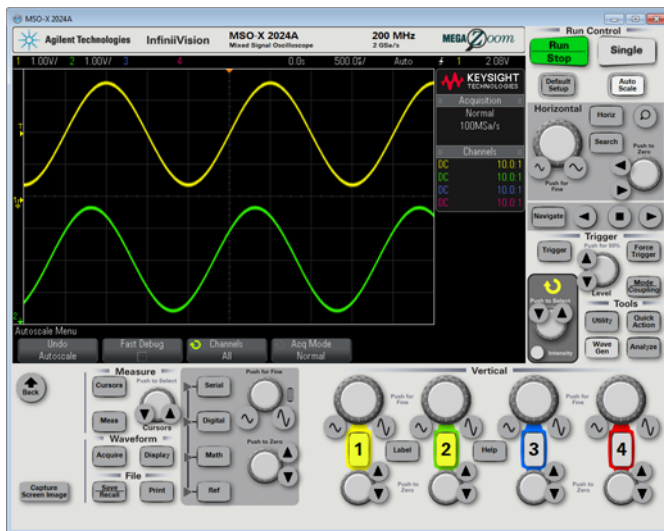 MSO-X 2024A
Agilent Technologies InfiniiVision MSO-X 2024A 200 MHz MEGA Zoom
Mixed Signal Oscilloscope 2 GSa/s
1 1.00V/ 2 1.00V/ 3 4 0.0s 500.0%/ Auto 1 2.08V
KEYSIGHT
TECHNOLOGIES
Acquisition
Normal
100MSa/s
Channels
DC 10.0:1
DC 10.0:1
DC 10.0:1
DC 10.0:1
Autoscale Menu
Undo Autoscale
Fast Debug
Channels All
Acq Mode Normal
Run Control
Run Stop
Single
Default Setup
Auto Scale
Horizontal
Horiz
Search
Push to Zero
Push for Fine
Navigate
Trigger
Push for 50%
Trigger
Force Trigger
Level
Mode Coupling
Push to Select
Intensity
Tools
Utility
Quick Action
Wave Gen
Analyze
Back
Measure
Cursors
Push to Select
Meas
Cursors
Waveform
Acquire
Display
File
Save Recall
Print
Capture Screen Image
Serial
Digital
Math
Ref
Push for Fine
Push to Zero
Vertical
Push for Fine
Push for Fine
1
Label
2
Help
3
4
Push to Zero
Push to Zero